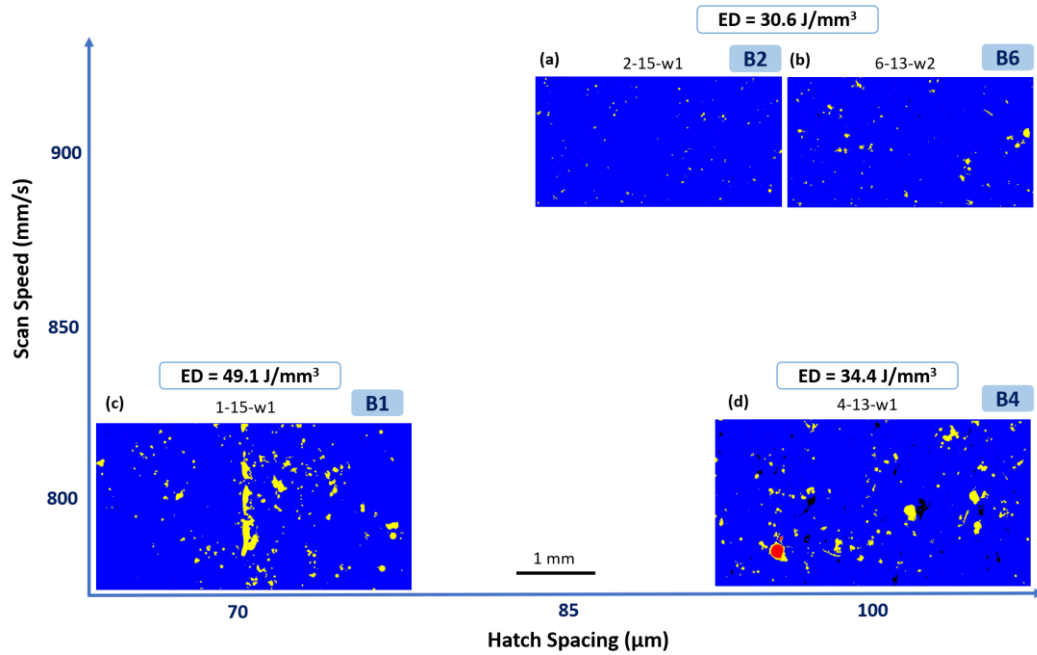 ED = 30.6 J/mm³
(a) 2-15-w1 B2
(b) 6-13-w2 B6
900
Scan Speed (mm/s)
850
ED = 49.1 J/mm³
(c) 1-15-w1 B1
ED = 34.4 J/mm³
(d) 4-13-w1 B4
800
1 mm
70 85 100
Hatch Spacing (µm)